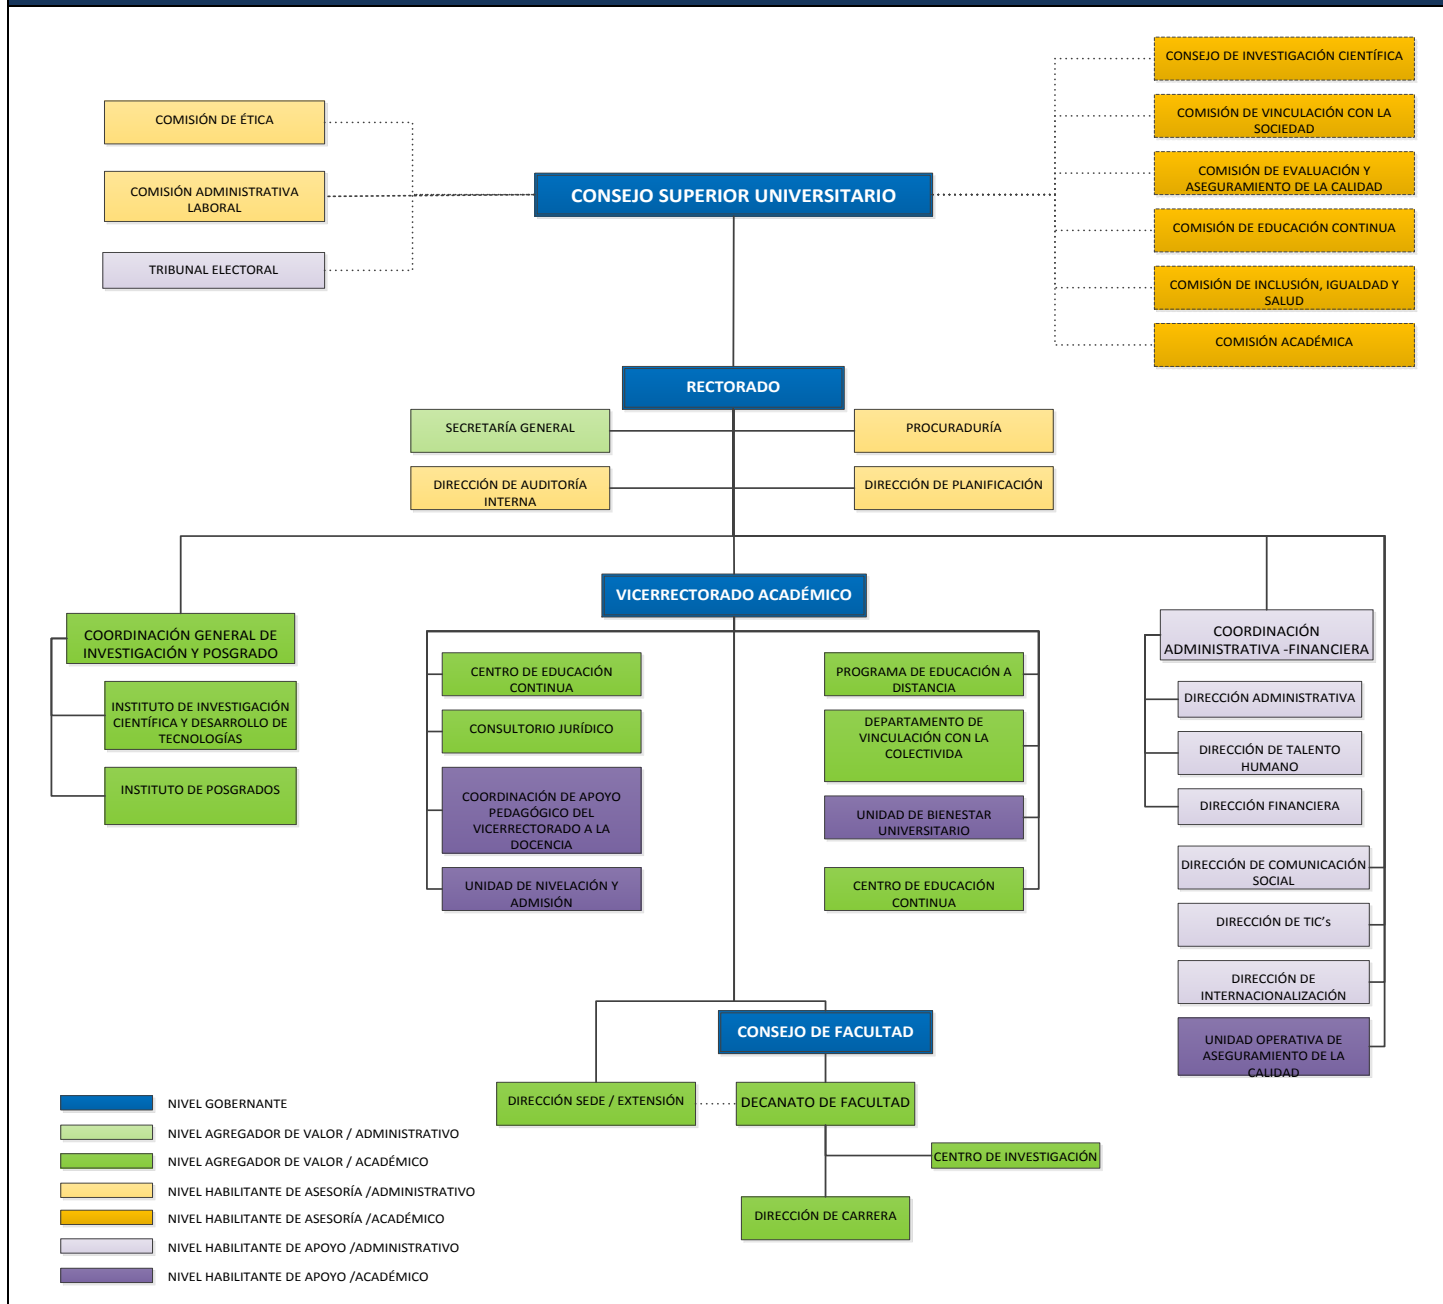 COMISIÓN DE ÉTICA
COMISIÓN ADMINISTRATIVA
LABORAL
TRIBUNAL ELECTORAL
CONSEJO SUPERIOR UNIVERSITARIO
CONSEJO DE INVESTIGACIÓN CIENTÍFICA
COMISIÓN DE VINCULACIÓN CON LA
SOCIEDAD
COMISIÓN DE EVALUACIÓN Y
ASEGURAMIENTO DE LA CALIDAD
COMISIÓN DE EDUCACIÓN CONTINUA
COMISIÓN DE INCLUSIÓN, IGUALDAD Y
SALUD
COMISIÓN ACADÉMICA
RECTORADO
SECRETARÍA GENERAL
PROCURADURÍA
DIRECCIÓN DE AUDITORÍA
INTERNA
DIRECCIÓN DE PLANIFICACIÓN
VICERRECTORADO ACADÉMICO
COORDINACIÓN GENERAL DE
INVESTIGACIÓN Y POSGRADO
INSTITUTO DE INVESTIGACIÓN
CIENTÍFICA Y DESARROLLO DE
TECNOLOGÍAS
INSTITUTO DE POSGRADOS
CENTRO DE EDUCACIÓN
CONTINUA
CONSULTORIO JURÍDICO
COORDINACIÓN DE APOYO
PEDAGÓGICO DEL
VICERRECTORADO A LA
DOCENCIA
UNIDAD DE NIVELACIÓN Y
ADMISIÓN
PROGRAMA DE EDUCACIÓN A
DISTANCIA
DEPARTAMENTO DE
VINCULACIÓN CON LA
COLECTIVIDA
UNIDAD DE BIENESTAR
UNIVERSITARIO
CENTRO DE EDUCACIÓN
CONTINUA
COORDINACIÓN
ADMINISTRATIVA -FINANCIERA
DIRECCIÓN ADMINISTRATIVA
DIRECCIÓN DE TALENTO
HUMANO
DIRECCIÓN FINANCIERA
DIRECCIÓN DE COMUNICACIÓN
SOCIAL
DIRECCIÓN DE TIC's
DIRECCIÓN DE
INTERNACIONALIZACIÓN
UNIDAD OPERATIVA DE
ASEGURAMIENTO DE LA
CALIDAD
CONSEJO DE FACULTAD
DIRECCIÓN SEDE / EXTENSIÓN
DECANATO DE FACULTAD
CENTRO DE INVESTIGACIÓN
DIRECCIÓN DE CARRERA
NIVEL GOBERNANTE
NIVEL AGREGADOR DE VALOR / ADMINISTRATIVO
NIVEL AGREGADOR DE VALOR / ACADÉMICO
NIVEL HABILITANTE DE ASESORÍA /ADMINISTRATIVO
NIVEL HABILITANTE DE ASESORÍA /ACADÉMICO
NIVEL HABILITANTE DE APOYO /ADMINISTRATIVO
NIVEL HABILITANTE DE APOYO /ACADÉMICO